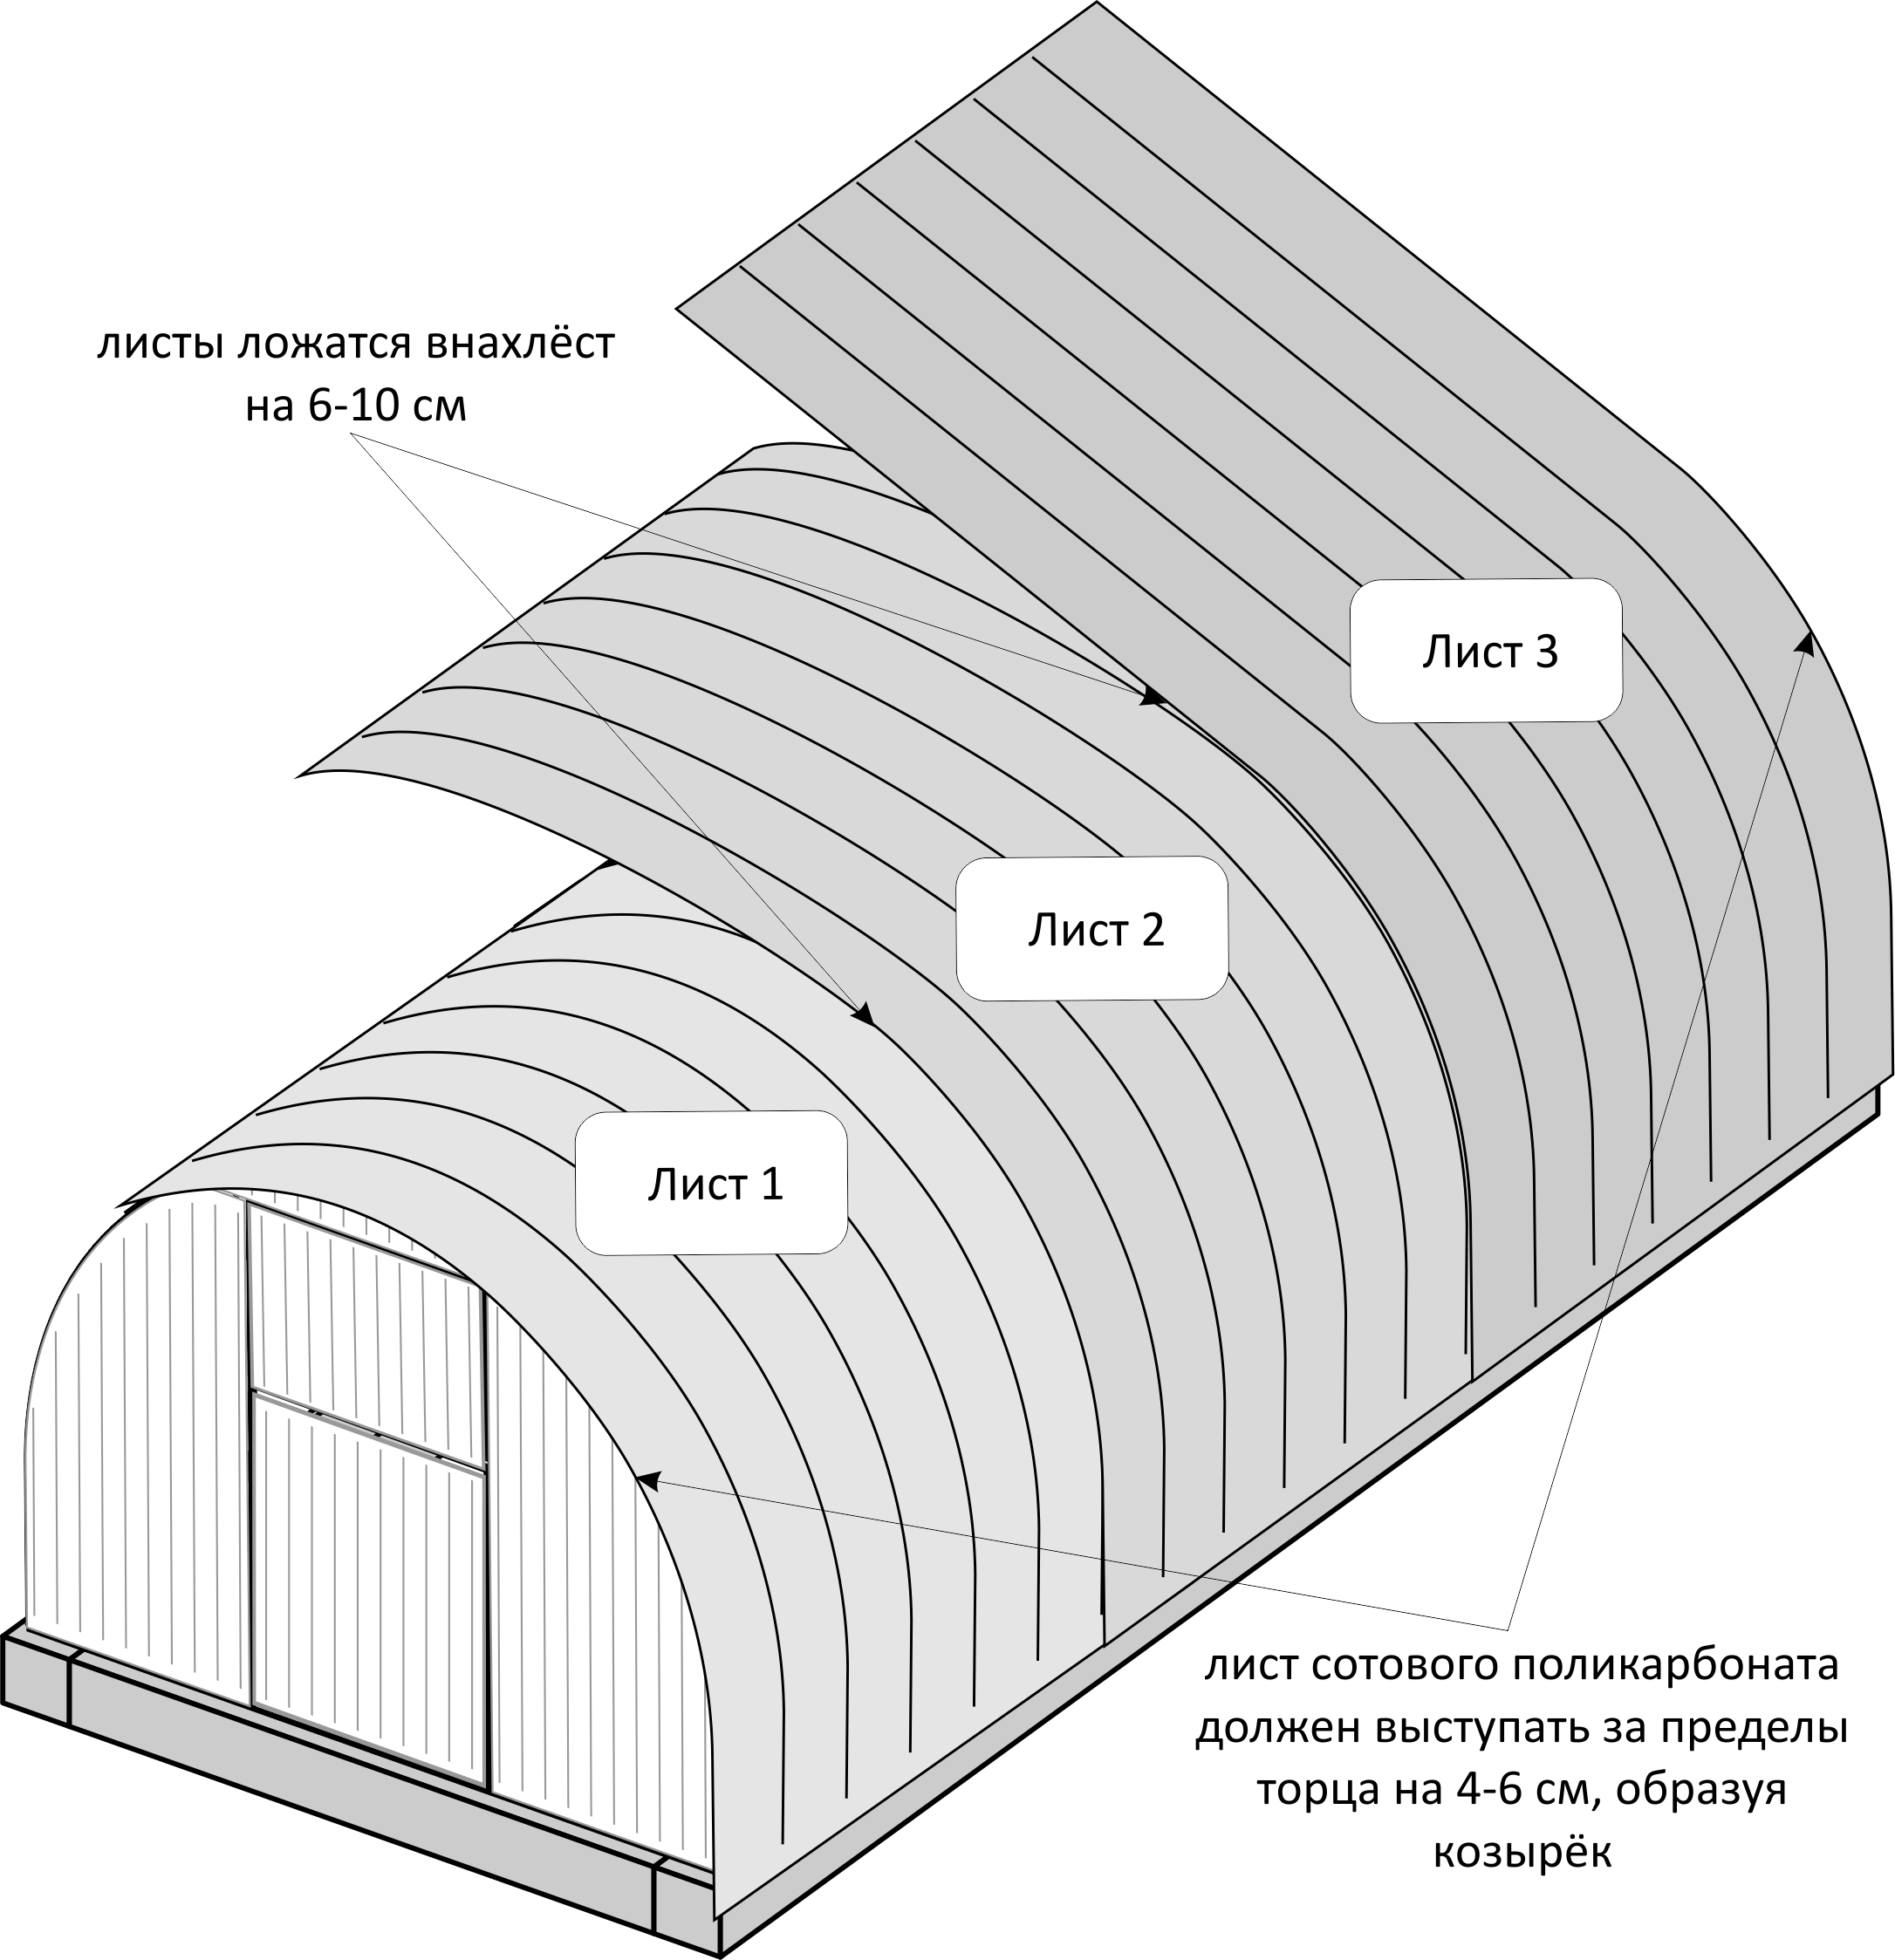 листы ложатся внахлёст
на 6-10 см
Лист 3
Лист 2
Лист 1
лист сотового поликарбоната
должен выступать за пределы
торца на 4-6 см, образуя
козырёк